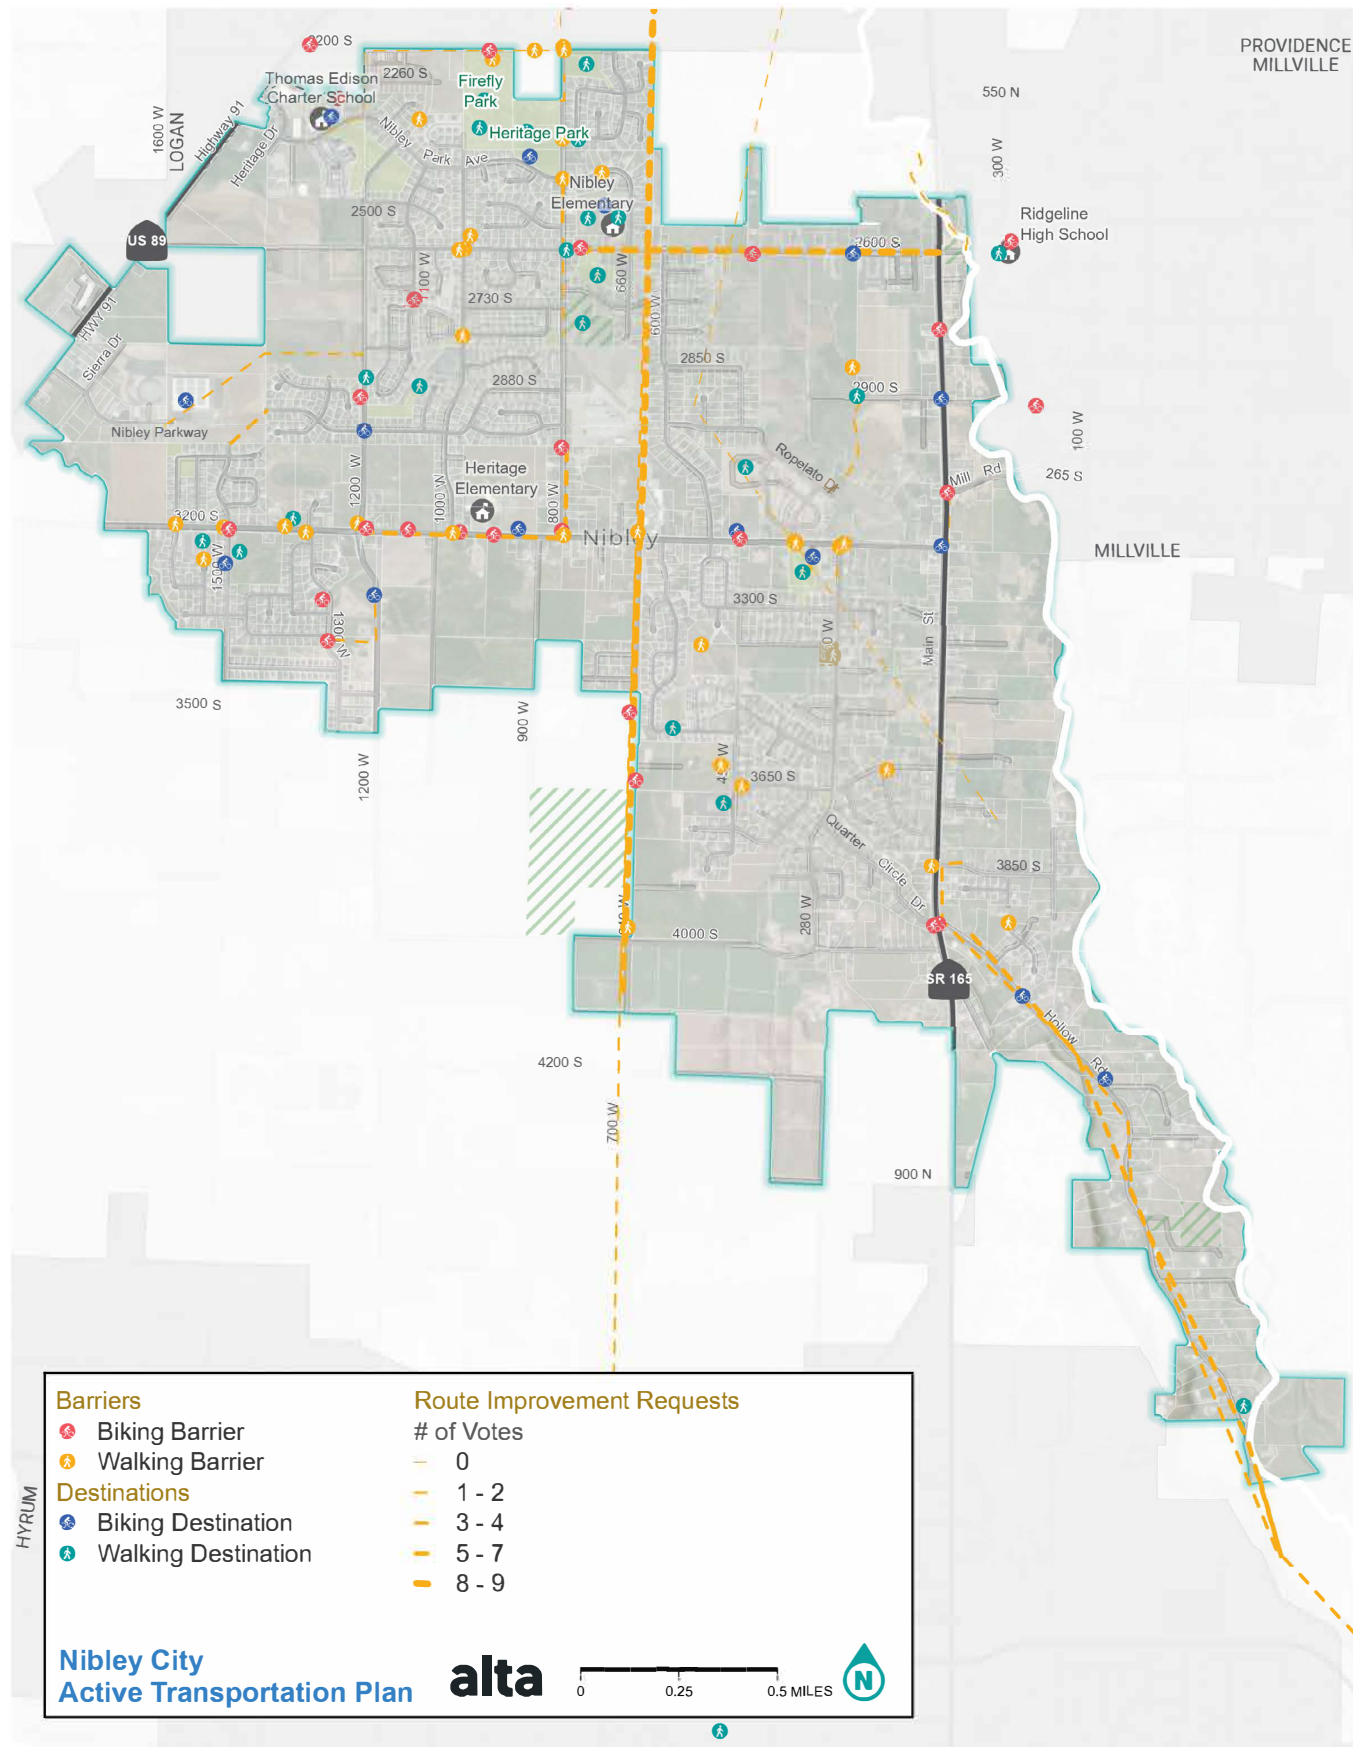 2200 S
PROVIDENCE
MILLVILLE
Thomas Edison
Charter School
2260 S
Firefly
Park
550 N
1600 W
LOGAN
Highway 91
Heritage Dr
Nibley Park Ave
Heritage Park
300 W
Nibley
Elementary
2500 S
Ridgeline
High School
US 89
2600 S
660 W
1100 W
2730 S
600 W
HWY 91
Sierra Dr
2850 S
2880 S
2900 S
Nibley Parkway
100 W
Ropelato Dr
Mill Rd
265 S
1200 W
1000 W
Heritage
Elementary
800 W
3200 S
Nibley
MILLVILLE
1500 W
3300 S
1300 W
Main St
3500 S
900 W
1200 W
3650 S
Quarter Circle Dr
3850 S
280 W
4000 S
SR 165
Hollow Rd
4200 S
700 W
900 N
HYRUM
Barriers
Biking Barrier
Walking Barrier
Destinations
Biking Destination
Walking Destination
Route Improvement Requests
# of Votes
0
1 - 2
3 - 4
5 - 7
8 - 9
Nibley City
Active Transportation Plan
alta
0 0.25 0.5 MILES
N